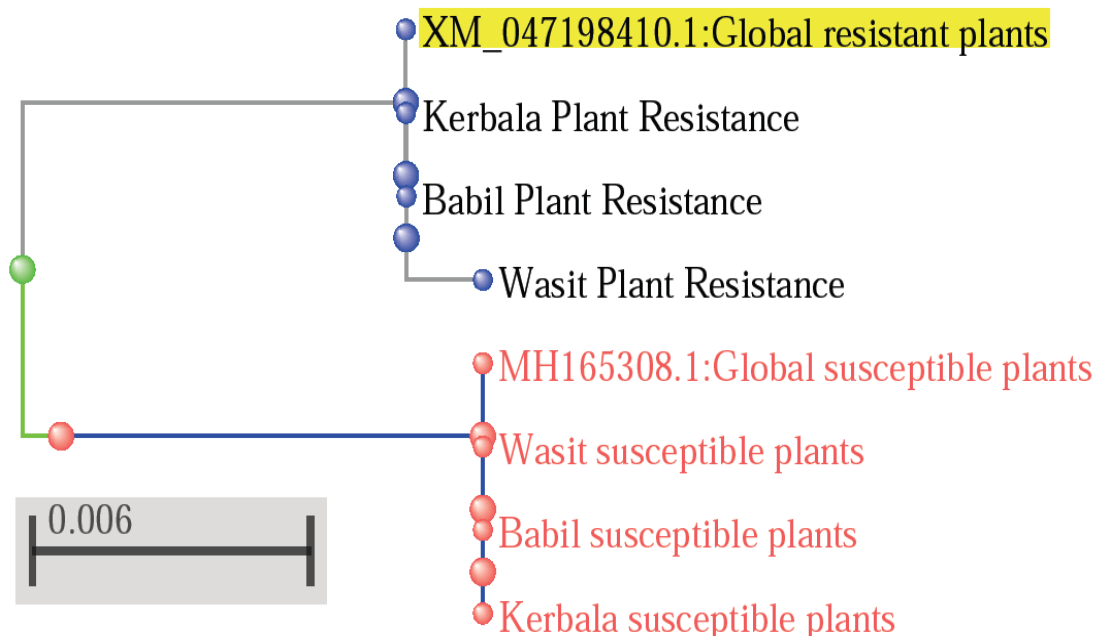 XM_047198410.1:Global resistant plants
Kerbala Plant Resistance
Babil Plant Resistance
Wasit Plant Resistance
MH165308.1:Global susceptible plants
Wasit susceptible plants
Babil susceptible plants
Kerbala susceptible plants
0.006